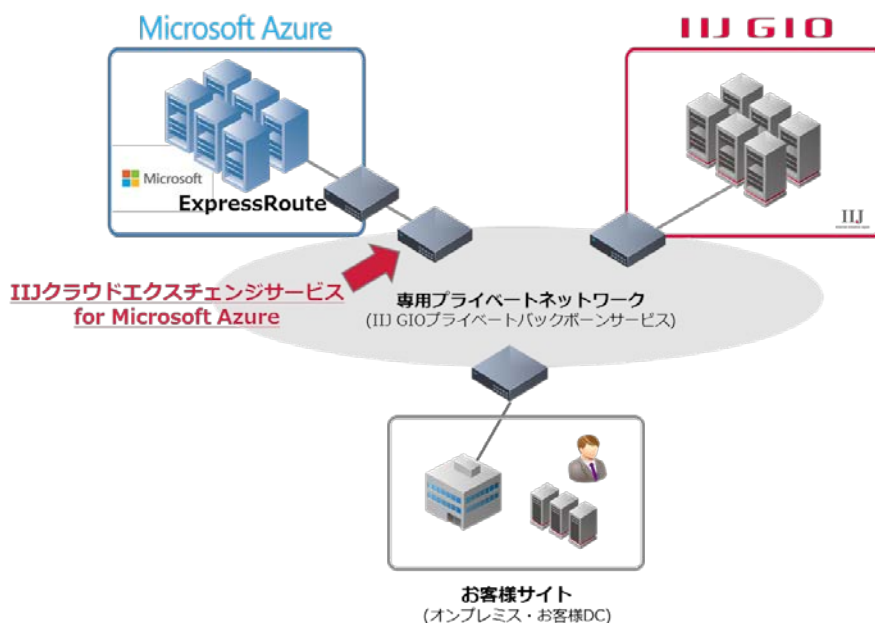 Microsoft Azure
IIJ GIO
Microsoft
ExpressRoute
IIJ
IIJクラウドエクスチェンジサービス
for Microsoft Azure
専用プライベートネットワーク
(IIJ GIOプライベートバックボーンサービス)
お客様サイト
(オンプレミス・お客様DC)